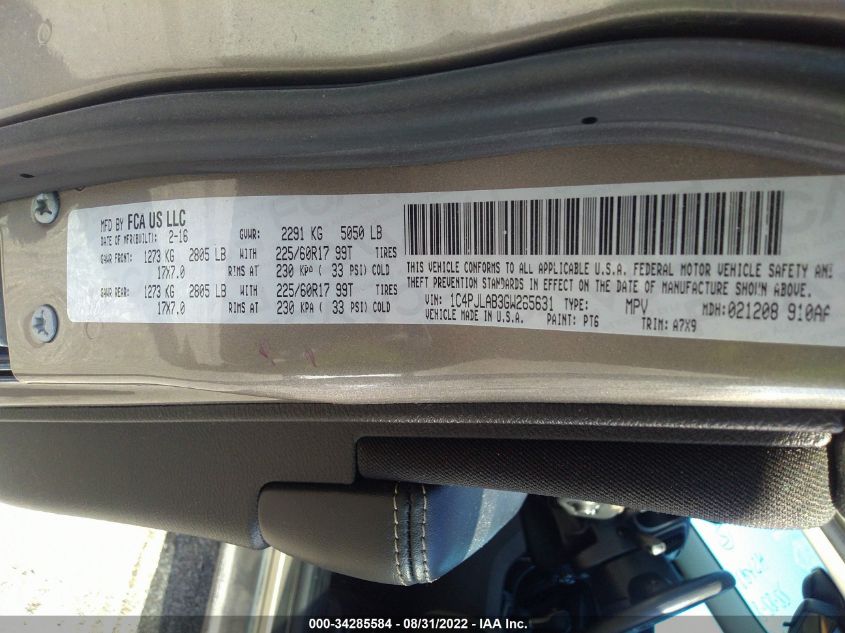 MFD BY FCA US LLC
DATE OF MFR(BUILT): 2-16 GVWR: 2291 KG 5050 LB
GAWR FRONT: 1273 KG 2805 LB WITH 225/60R17 99T TIRES
17X7.0 RIMS AT 230 KPA ( 33 PSI) COLD
GAWR REAR: 1273 KG 2805 LB WITH 225/60R17 99T TIRES
17X7.0 RIMS AT 230 KPA ( 33 PSI) COLD
THIS VEHICLE CONFORMS TO ALL APPLICABLE U.S.A. FEDERAL MOTOR VEHICLE SAFETY AND
THEFT PREVENTION STANDARDS IN EFFECT ON THE DATE OF MANUFACTURE SHOWN ABOVE.
VIN: 1C4PJLAB3GW265631 TYPE: MPV MDH: 021208 910AA
VEHICLE MADE IN U.S.A. PAINT: PT6 TRIM: A7X9
000-34285584 - 08/31/2022 - © IAA, Inc.